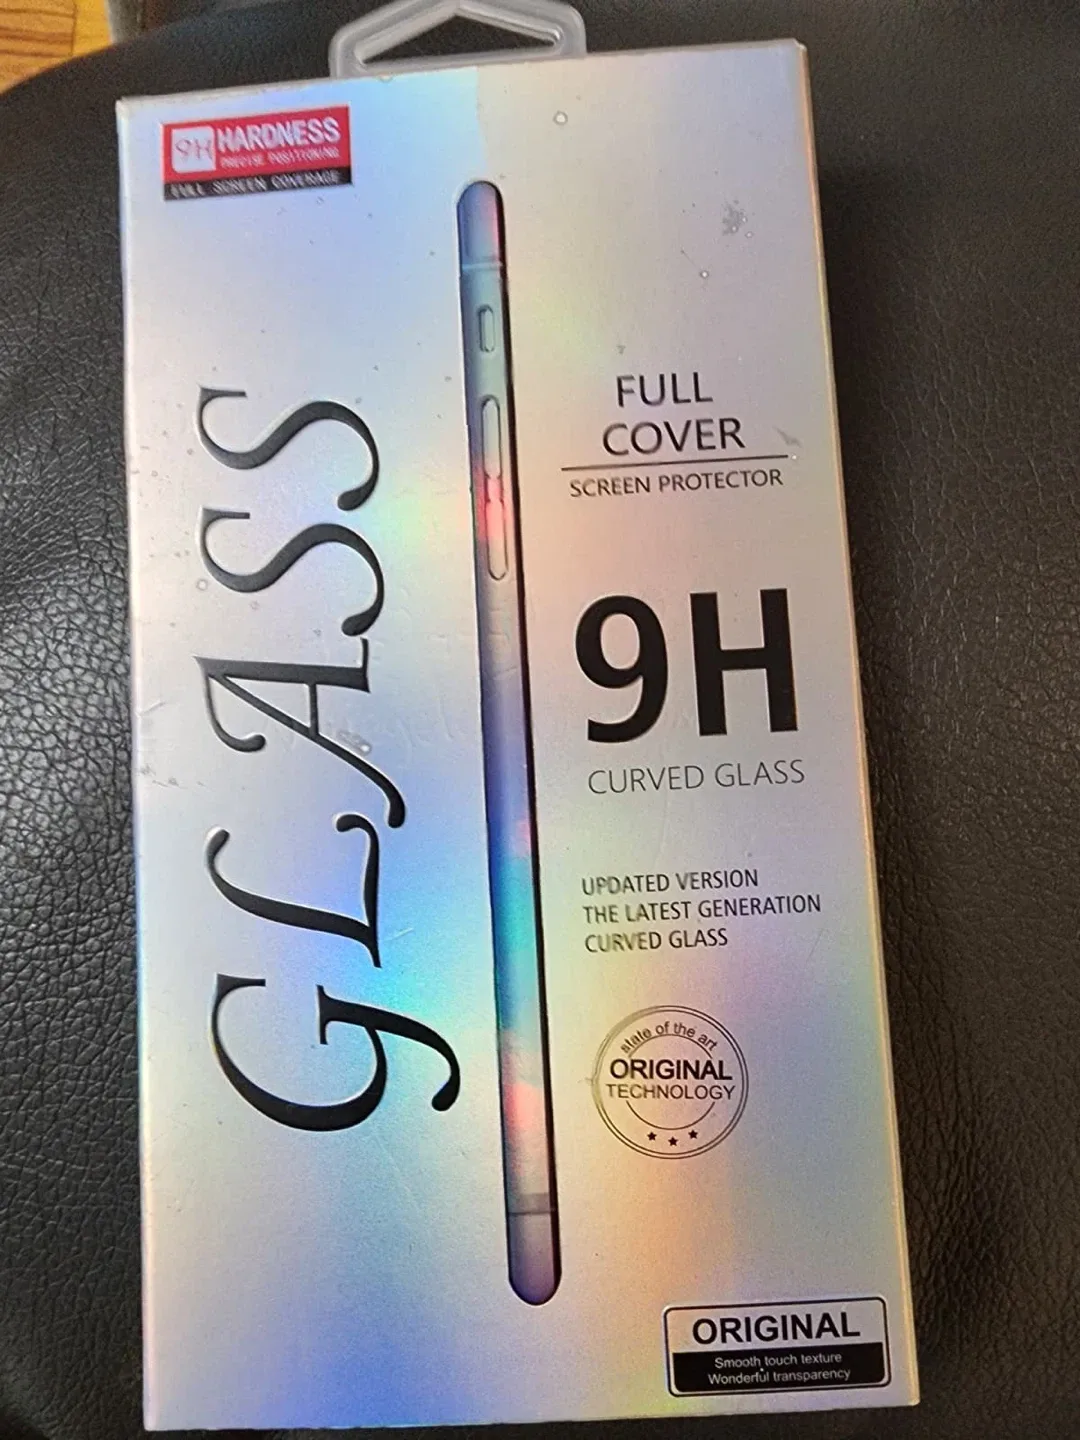 9H HARDNESS
PRECISE POSITIONING
FULL SCREEN COVERAGE
GLASS
FULL
COVER
SCREEN PROTECTOR
9H
CURVED GLASS
UPDATED VERSION
THE LATEST GENERATION
CURVED GLASS
state of the art
ORIGINAL
TECHNOLOGY
ORIGINAL
Smooth touch texture
Wonderful transparency